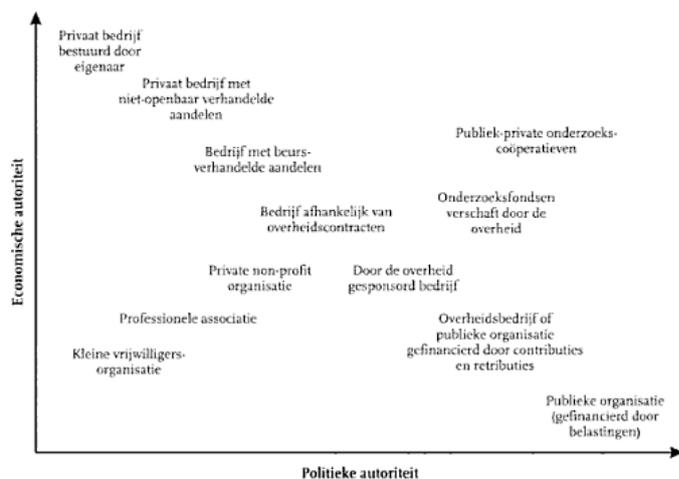 Privaat bedrijf
bestuurd door
eigenaar
Privaat bedrijf met
niet-openbaar verhandelde
aandelen
Publiek-private onderzoeks-
coöperatieven
Bedrijf met beurs-
verhandelde aandelen
Onderzoeksfondsen
verschaft door de
overheid
Bedrijf afhankelijk van
overheidscontracten
Private non-profit
organisatie
Door de overheid
gesponsord bedrijf
Professionele associatie
Overheidsbedrijf of
publieke organisatie
gefinancierd door contributies
en retributies
Kleine vrijwilligers-
organisatie
Publieke organisatie
(gefinancierd door
belastingen)
Economische autoriteit
Politieke autoriteit